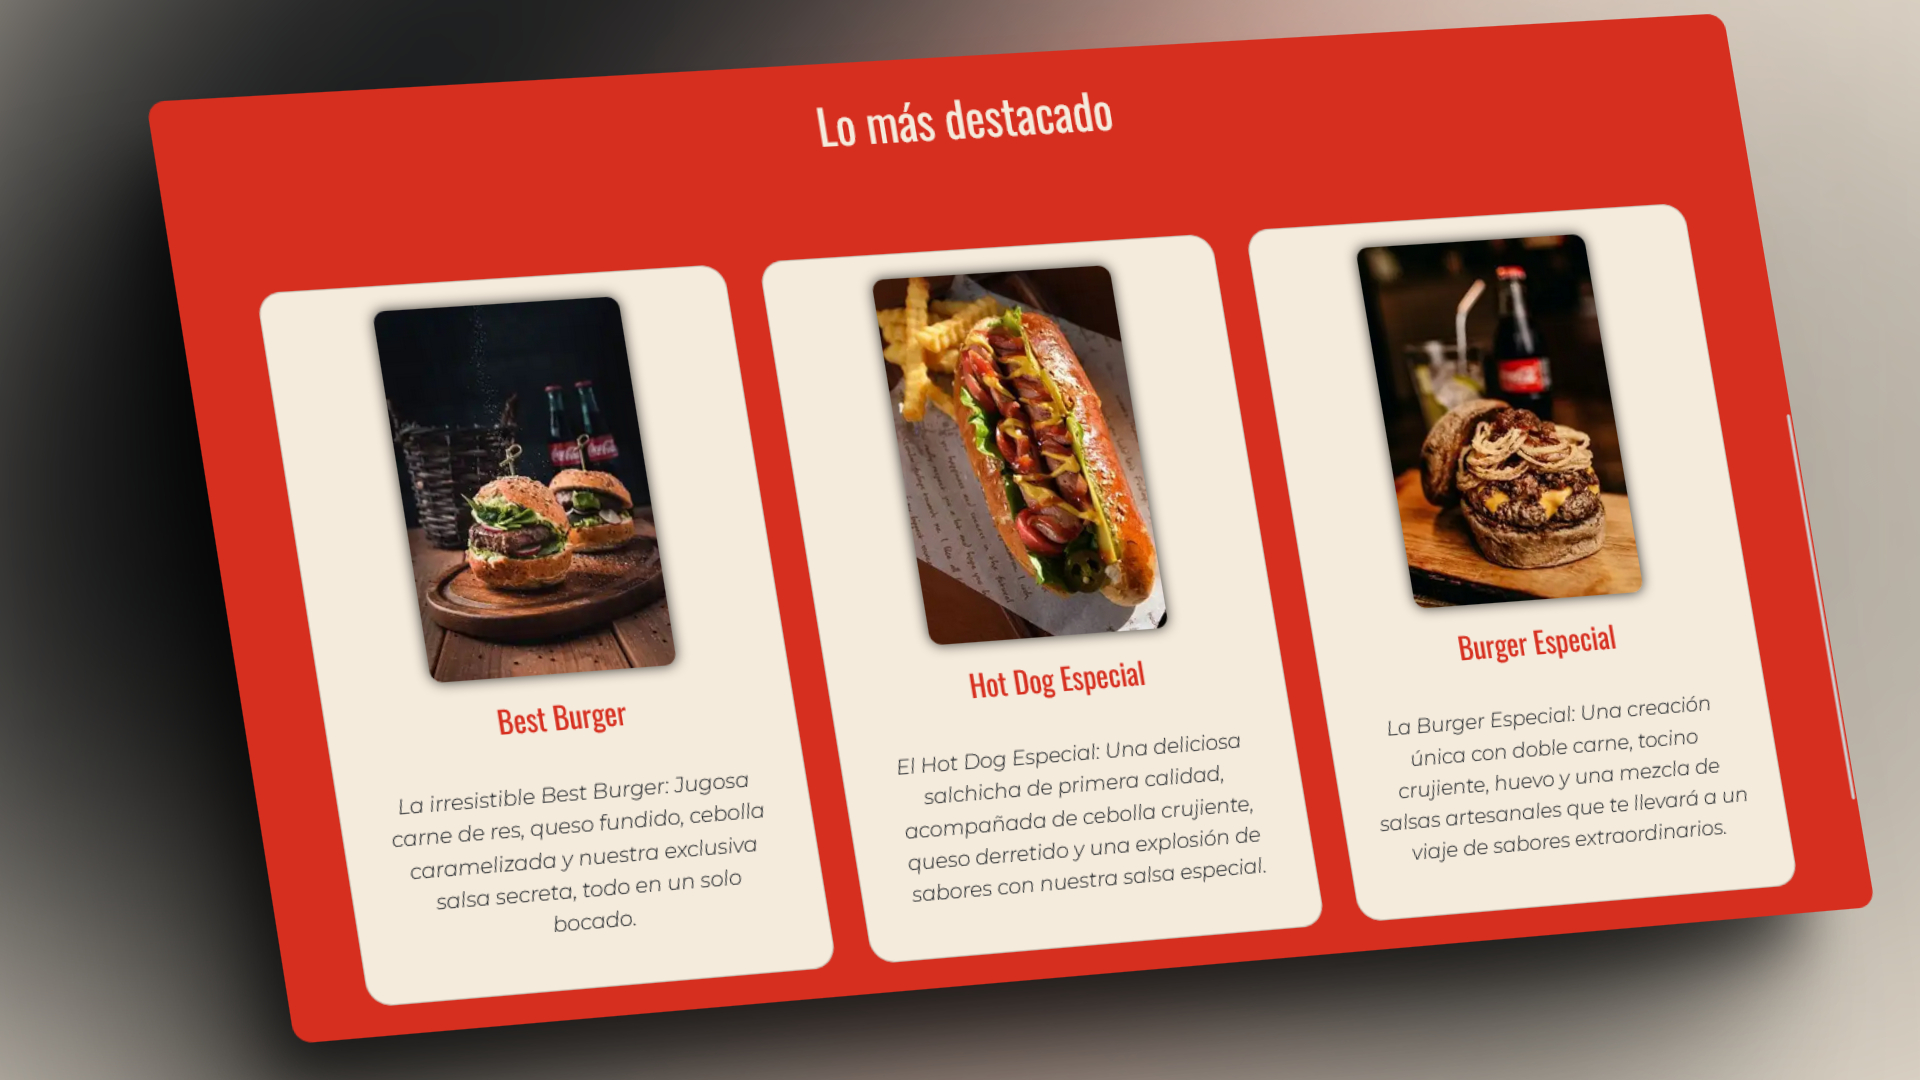 Lo más destacado
Best Burger
La irresistible Best Burger: Jugosa
carne de res, queso fundido, cebolla
caramelizada y nuestra exclusiva
salsa secreta, todo en un solo
bocado.
Hot Dog Especial
El Hot Dog Especial: Una deliciosa
salchicha de primera calidad,
acompañada de cebolla crujiente,
queso derretido y una explosión de
sabores con nuestra salsa especial.
Burger Especial
La Burger Especial: Una creación
única con doble carne, tocino
crujiente, huevo y una mezcla de
salsas artesanales que te llevará a un
viaje de sabores extraordinarios.